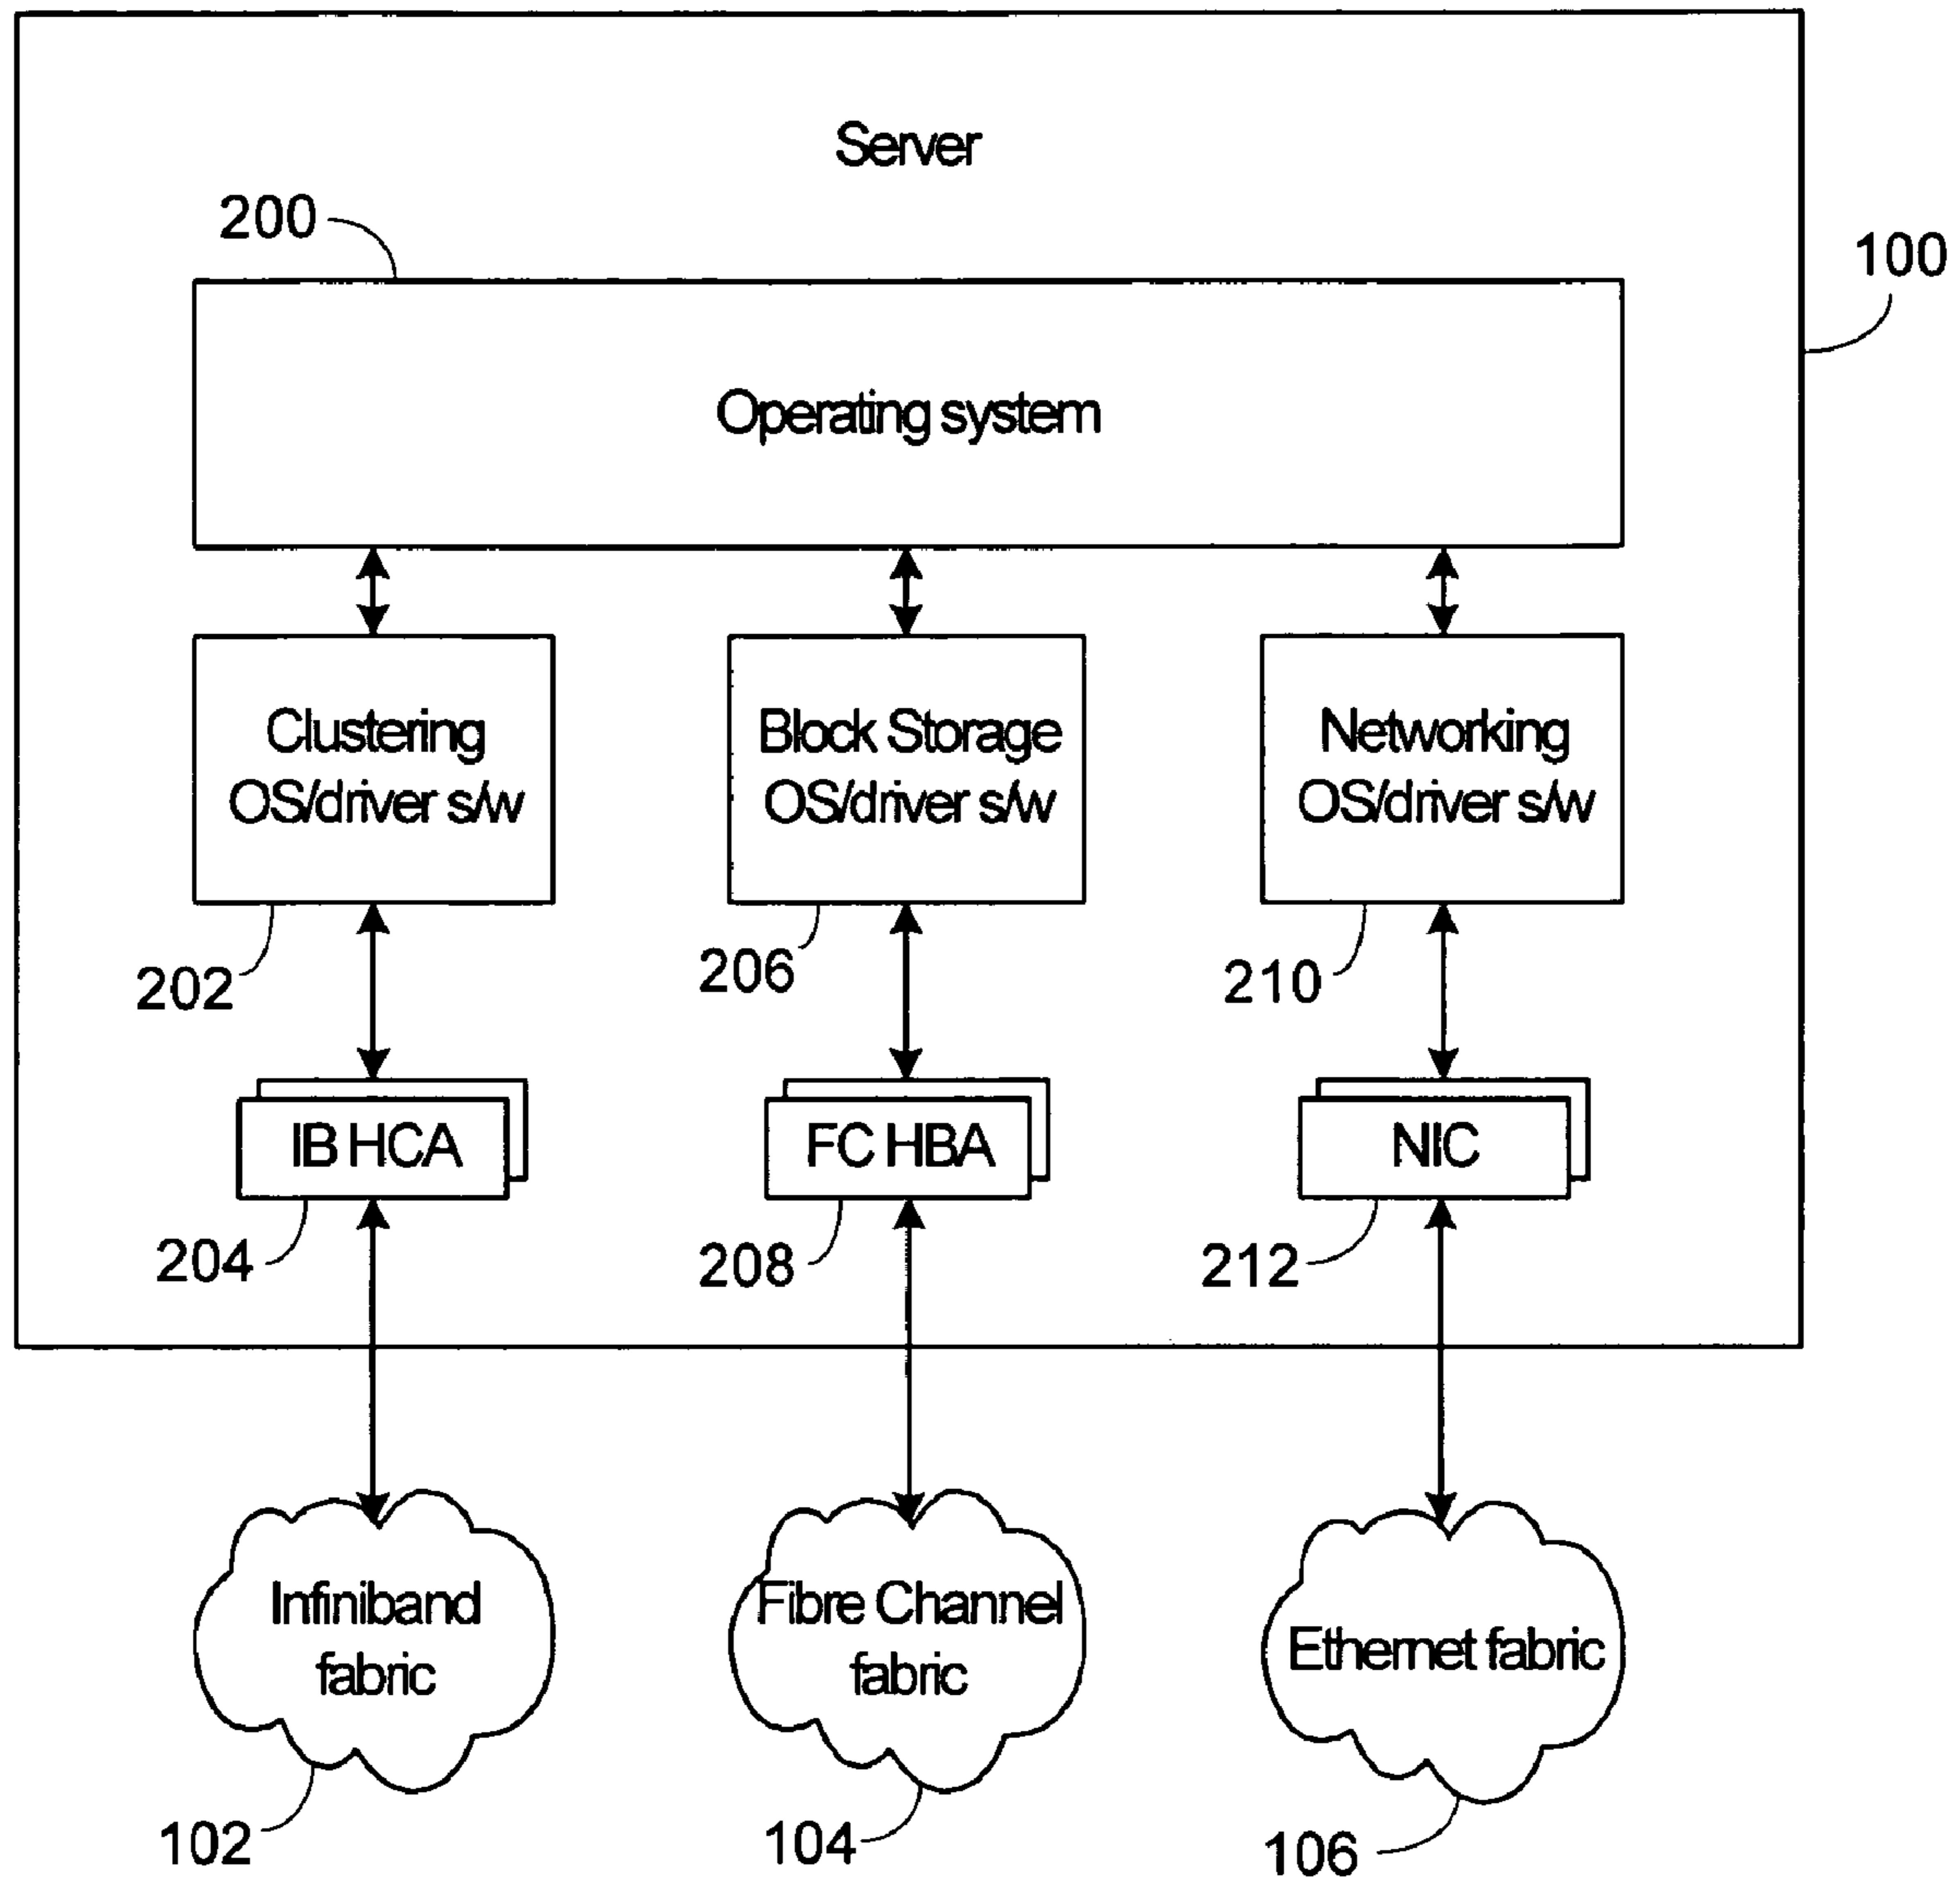 Server
200
100
Operating system
Clustering
OS/driver s/w
Block Storage
OS/driver s/w
Networking
OS/driver s/w
202
206
210
IB HCA
FC HBA
NIC
204
208
212
Infiniband
fabric
Fibre Channel
fabric
Ethernet fabric
102
104
106